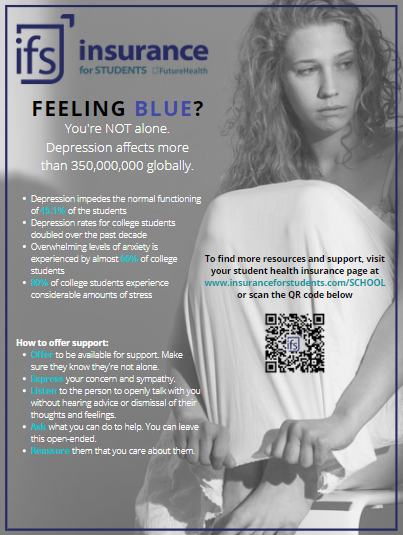 ifs
insurance
for STUDENTS FutureHealth
FEELING BLUE?
You're NOT alone.
Depression affects more
than 350,000,000 globally.
• Depression impedes the normal functioning
of 45.1% of the students
• Depression rates for college students
doubled over the past decade
• Overwhelming levels of anxiety is
experienced by almost 66% of college
students
• 80% of college students experience
considerable amounts of stress
To find more resources and support, visit
your student health insurance page at
www.insuranceforstudents.com/SCHOOL
or scan the QR code below
ifs
How to offer support:
• Offer to be available for support. Make
sure they know they're not alone.
• Express your concern and sympathy.
• Listen to the person to openly talk with you
without hearing advice or dismissal of their
thoughts and feelings.
• Ask what you can do to help. You can leave
this open-ended.
• Reassure them that you care about them.